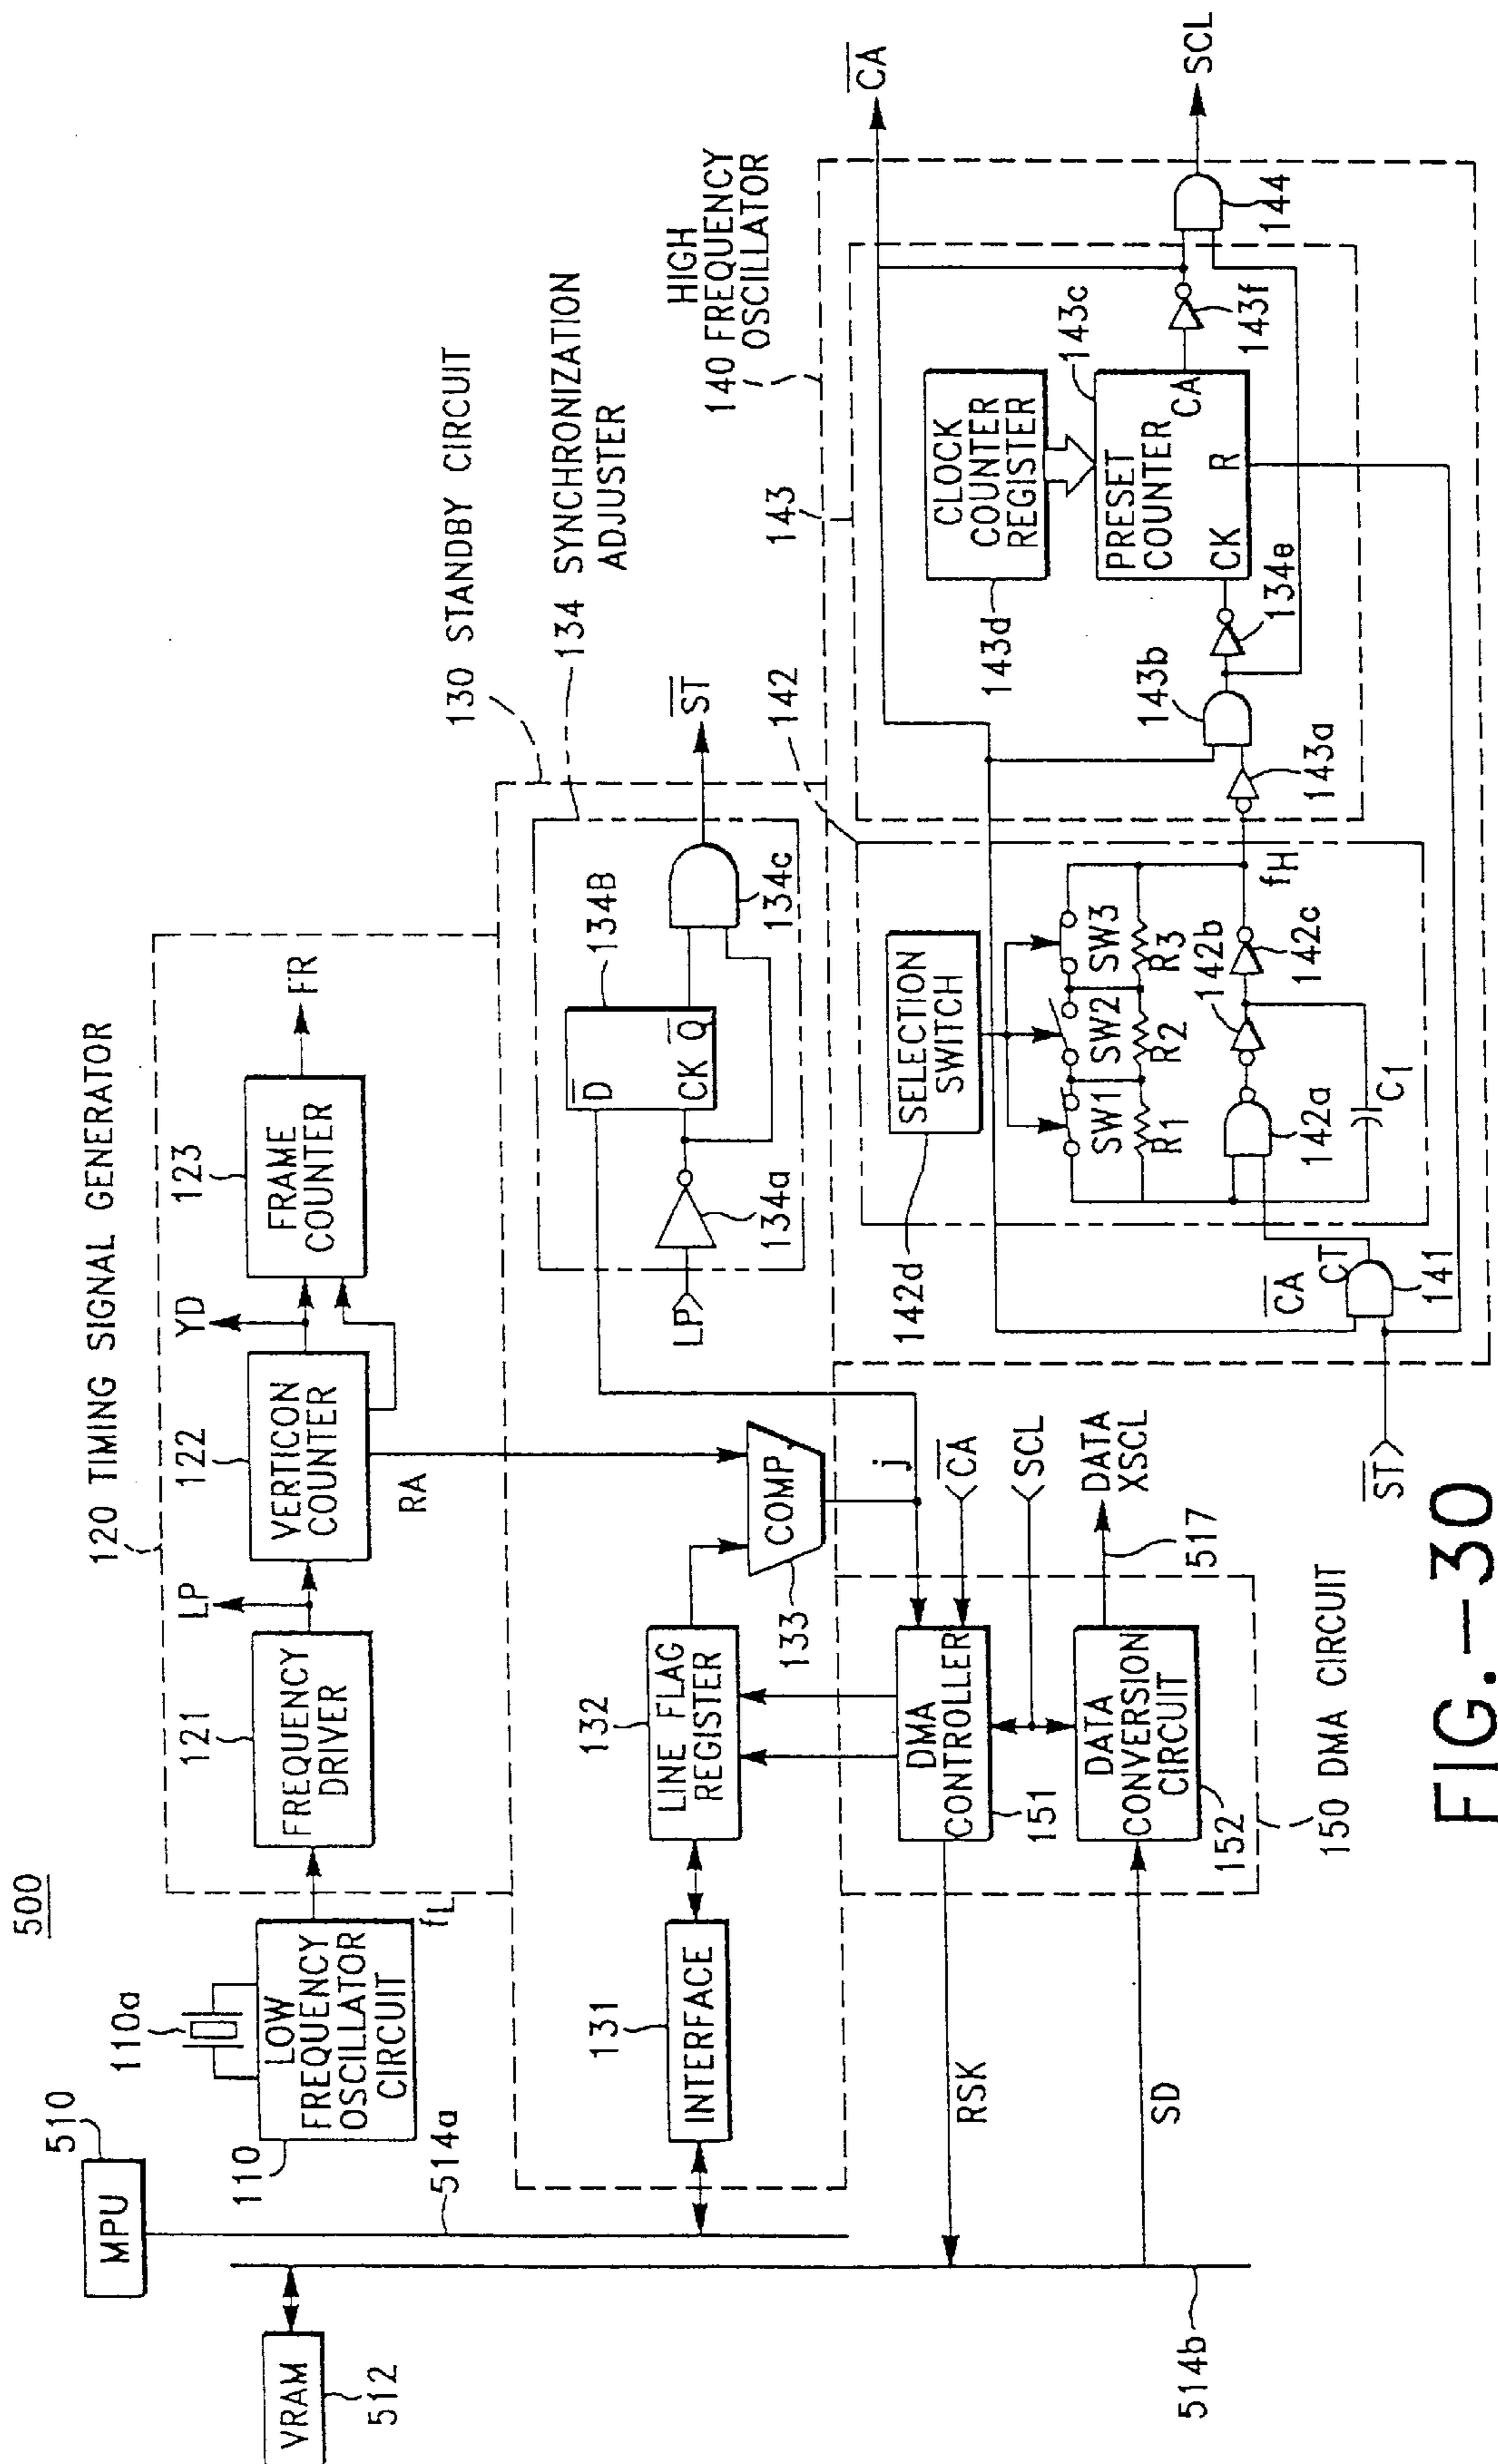 500
MPU
510
VRAM
512
514a
514b
110a
LOW
FREQUENCY
OSCILLATOR
CIRCUIT
110
fL
120 TIMING SIGNAL GENERATOR
121
FREQUENCY
DRIVER
LP
122
VERTICON
COUNTER
YD
RA
123
FRAME
COUNTER
FR
130 STANDBY CIRCUIT
134 SYNCHRONIZATION
ADJUSTER
131
INTERFACE
132
LINE FLAG
REGISTER
COMP
133
j
LP
134a
D
CK Q̅
134B
134c
S̅T̅
RSK
SD
DMA
CONTROLLER
151
DATA
CONVERSION
CIRCUIT
152
150 DMA CIRCUIT
C̅A̅
SCL
DATA
XSCL
517
HIGH
140 FREQUENCY
OSCILLATOR
142
SELECTION
SWITCH
142d
SW1 SW2 SW3
R1 R2 R3
142b
142c
142a
C1
fH
C̅A̅
CT
141
S̅T̅
143
CLOCK
COUNTER
REGISTER
143d
PRESET
COUNTER
CK R CA
143c
143a
143b
134e
143f
144
C̅A̅
SCL
FIG.-30